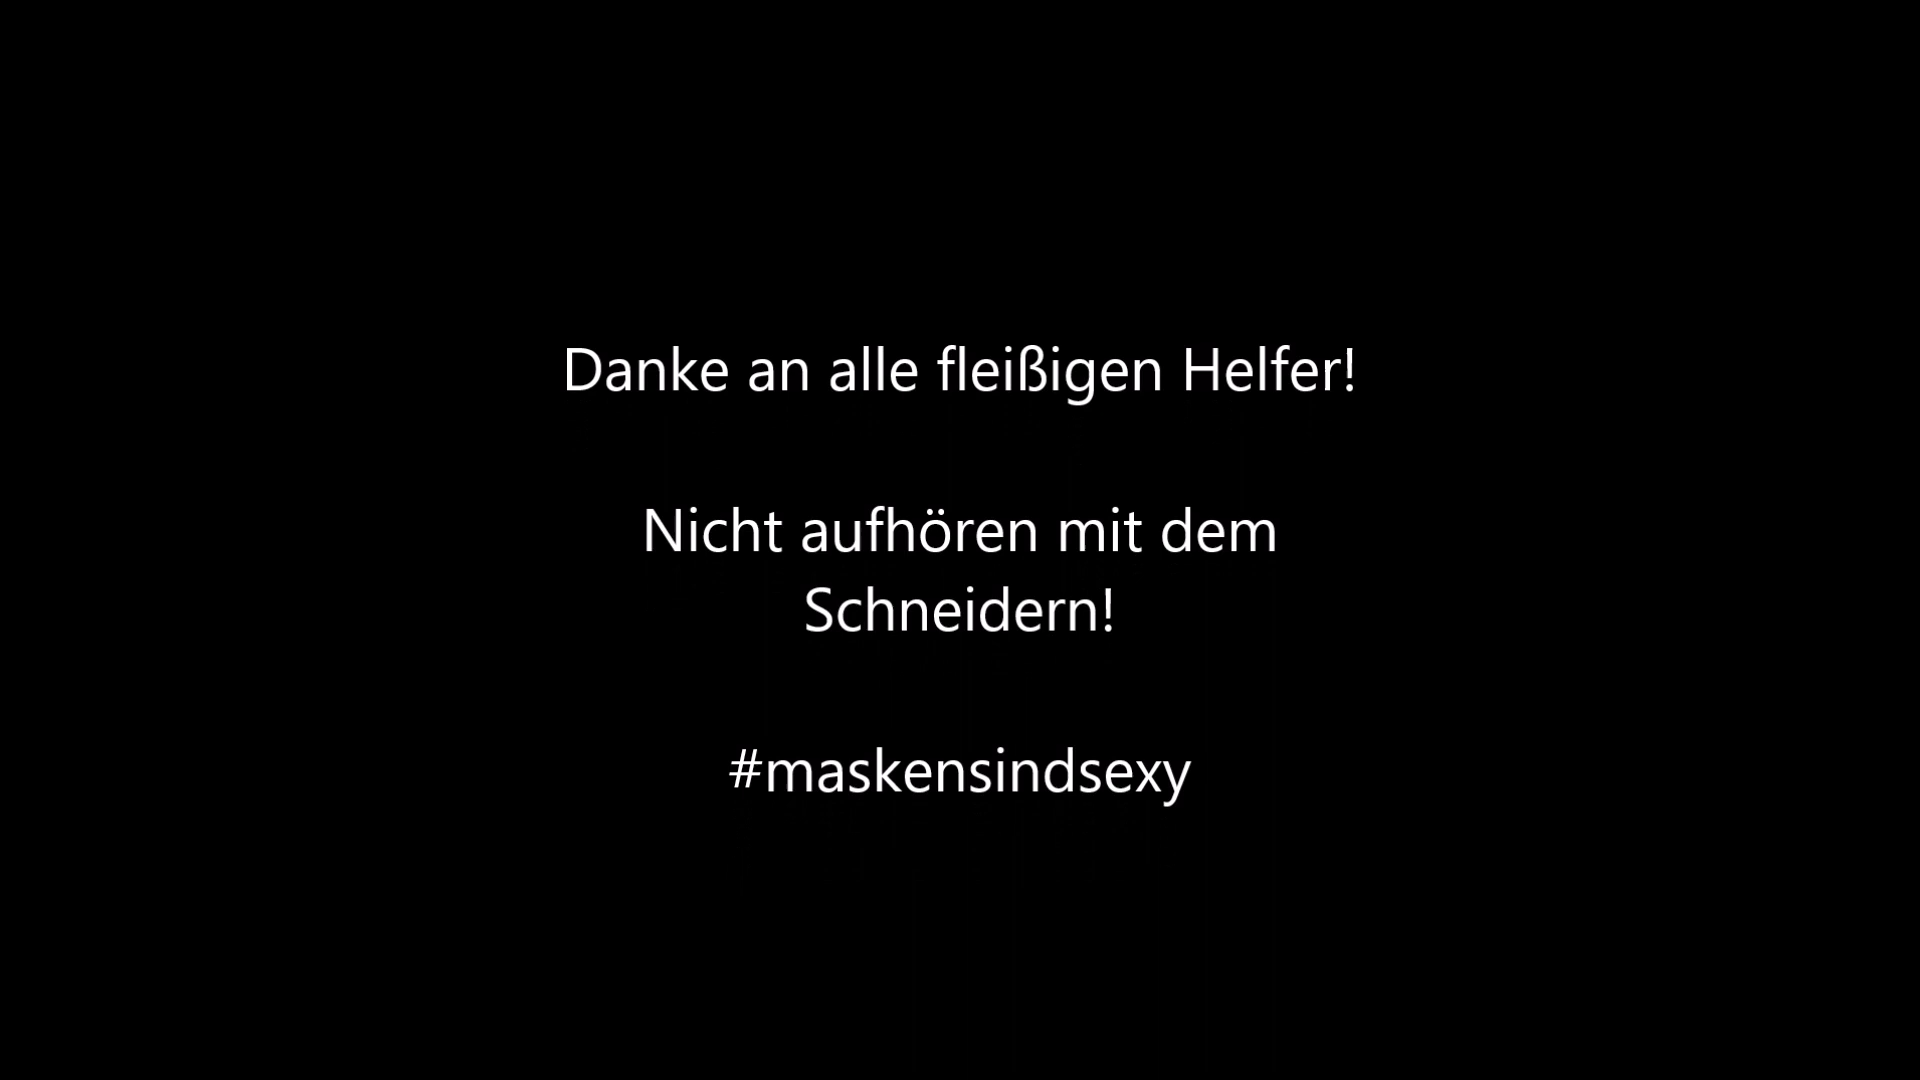 Danke an alle fleißigen Helfer!
Nicht aufhören mit dem
Schneidern!
#maskensindsexy